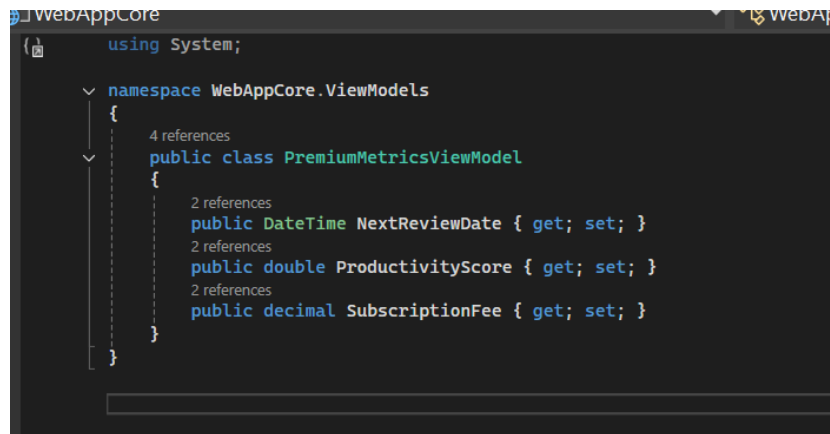 WebAppCore
using System;
namespace WebAppCore.ViewModels
{
4 references
public class PremiumMetricsViewModel
{
2 references
public DateTime NextReviewDate { get; set; }
2 references
public double ProductivityScore { get; set; }
2 references
public decimal SubscriptionFee { get; set; }
}
}